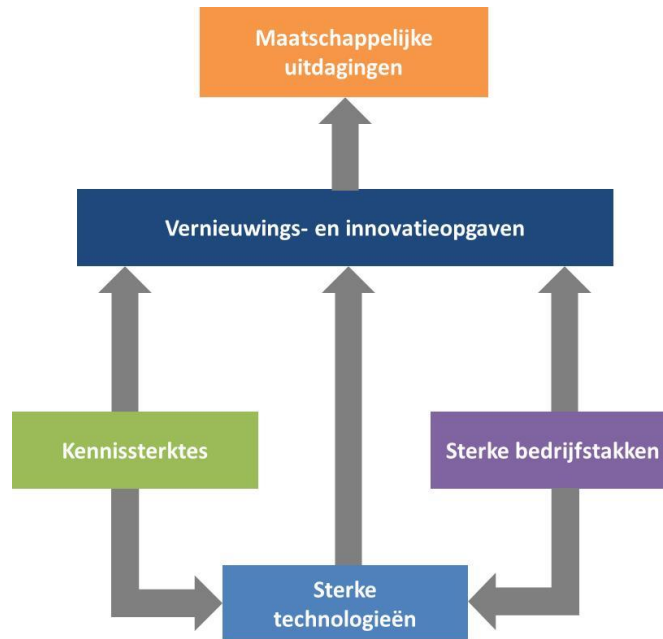 Maatschappelijke
uitdagingen
Vernieuwings- en innovatieopgaven
Kennissterktes
Sterke bedrijfstakken
Sterke
technologieën